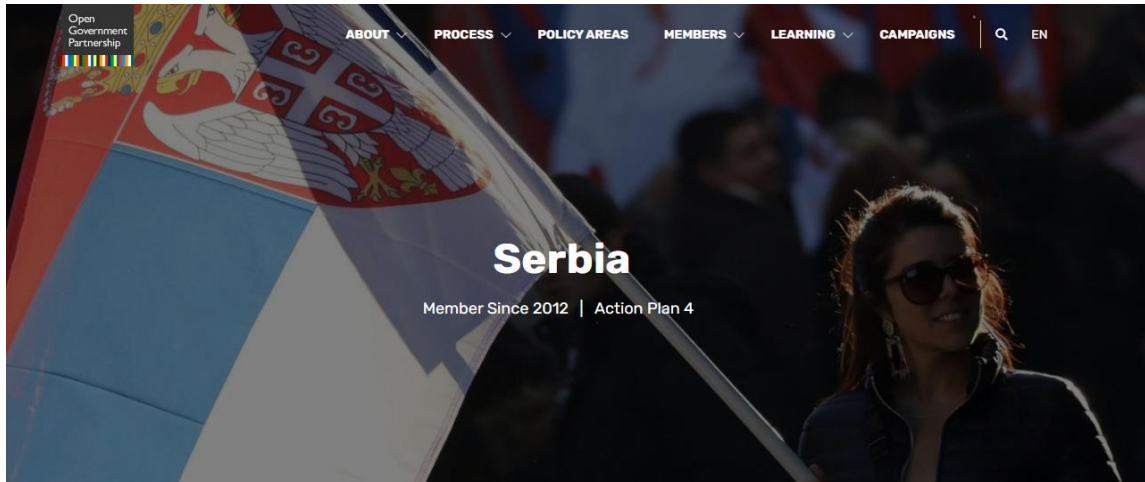 Open
Government
Partnership
ABOUT PROCESS POLICY AREAS MEMBERS LEARNING CAMPAIGNS EN
Serbia
Member Since 2012 | Action Plan 4